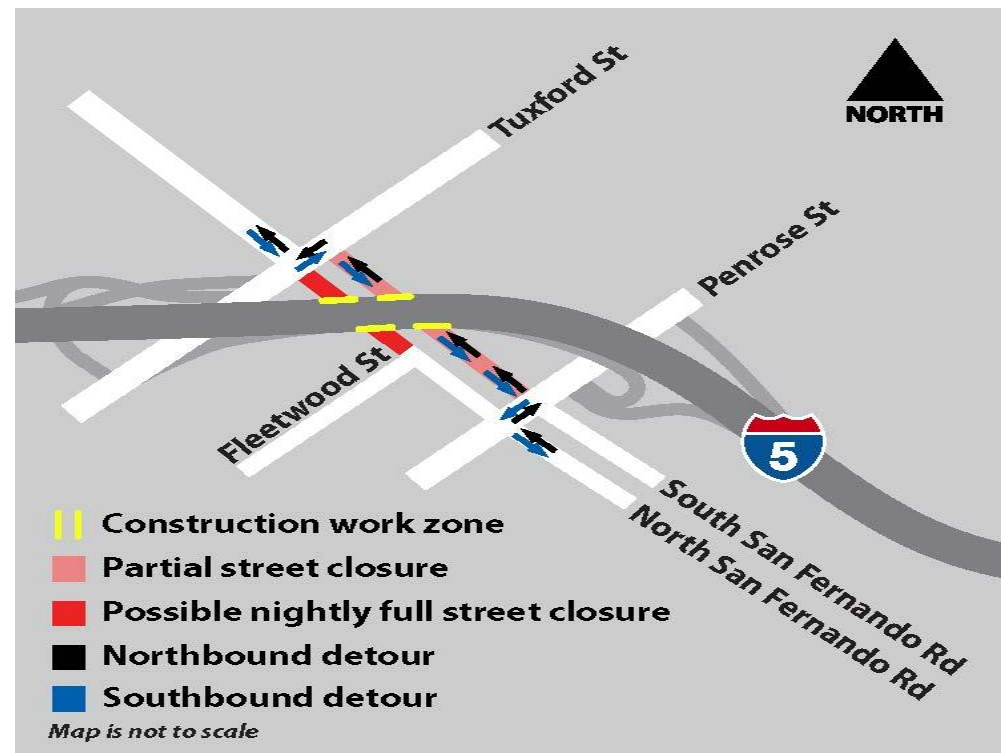 Tuxford St
NORTH
Penrose St
Fleetwood St
5
South San Fernando Rd
North San Fernando Rd
Construction work zone
Partial street closure
Possible nightly full street closure
Northbound detour
Southbound detour
Map is not to scale